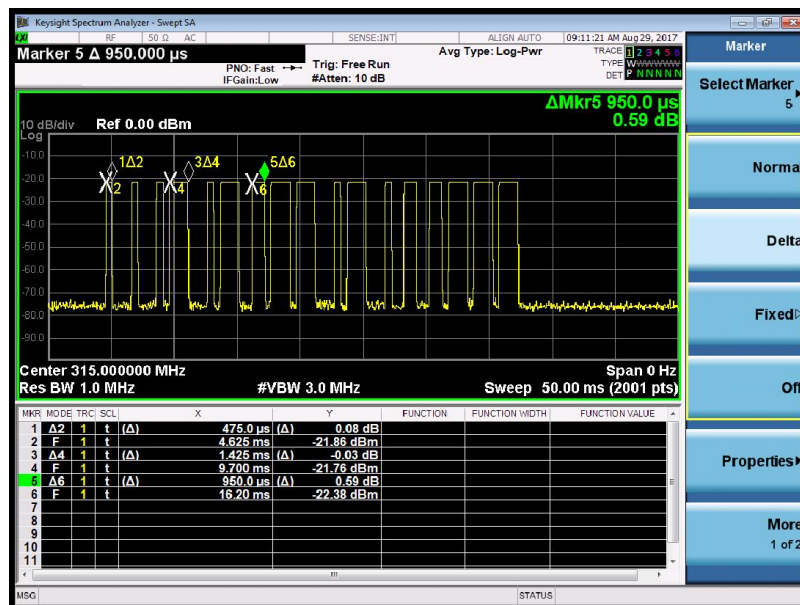 Keysight Spectrum Analyzer - Swept SA
LXI RF 50 Ω AC SENSE:INT ALIGN AUTO 09:11:21 AM Aug 29, 2017
Marker 5 Δ 950.000 µs
PNO: Fast
IFGain:Low
Trig: Free Run
#Atten: 10 dB
Avg Type: Log-Pwr
TRACE 1 2 3 4 5 6
TYPE W
DET P N N N N N
ΔMkr5 950.0 µs
0.59 dB
10 dB/div Ref 0.00 dBm
Log
-10.0
-20.0
-30.0
-40.0
-50.0
-60.0
-70.0
-80.0
-90.0
1Δ2 3Δ4 5Δ6
2 4 6
Center 315.000000 MHz Span 0 Hz
Res BW 1.0 MHz #VBW 3.0 MHz Sweep 50.00 ms (2001 pts)
MKR MODE TRC SCL X Y FUNCTION FUNCTION WIDTH FUNCTION VALUE
1 Δ2 1 t (Δ) 475.0 µs (Δ) 0.08 dB
2 F 1 t 4.625 ms -21.86 dBm
3 Δ4 1 t (Δ) 1.425 ms (Δ) -0.03 dB
4 F 1 t 9.700 ms -21.76 dBm
5 Δ6 1 t (Δ) 950.0 µs (Δ) 0.59 dB
6 F 1 t 16.20 ms -22.38 dBm
7
8
9
10
11
MSG STATUS
Marker
Select Marker
5
Norma
Delta
Fixed
Off
Properties
More
1 of 2